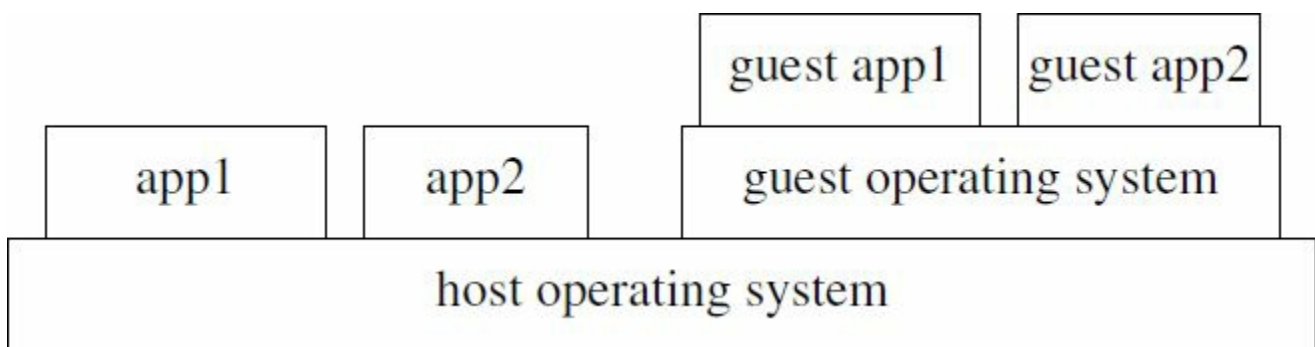 guest app1
guest app2
app1
app2
guest operating system
host operating system